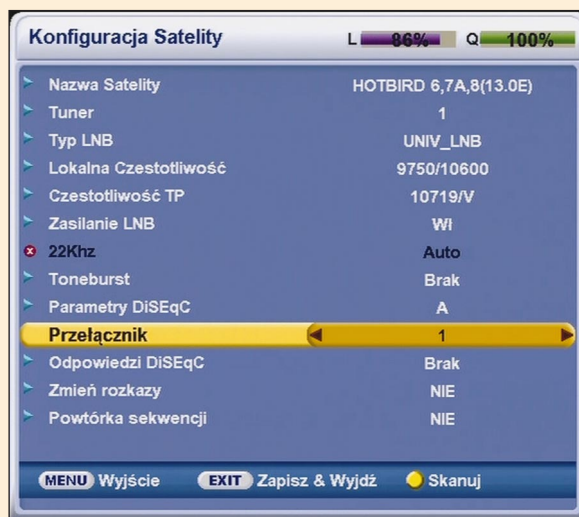 Konfiguracja Satelity L 86% Q 100%
Nazwa Satelity HOTBIRD 6,7A,8(13.0E)
Tuner 1
Typ LNB UNIV_LNB
Lokalna Czestotliwość 9750/10600
Czestotliwość TP 10719/V
Zasilanie LNB Wł
22Khz Auto
Toneburst Brak
Parametry DiSEqC A
Przełącznik 1
Odpowiedzi DiSEqC Brak
Zmień rozkazy NIE
Powtórka sekwencji NIE
MENU Wyjście EXIT Zapisz & Wyjdź Skanuj